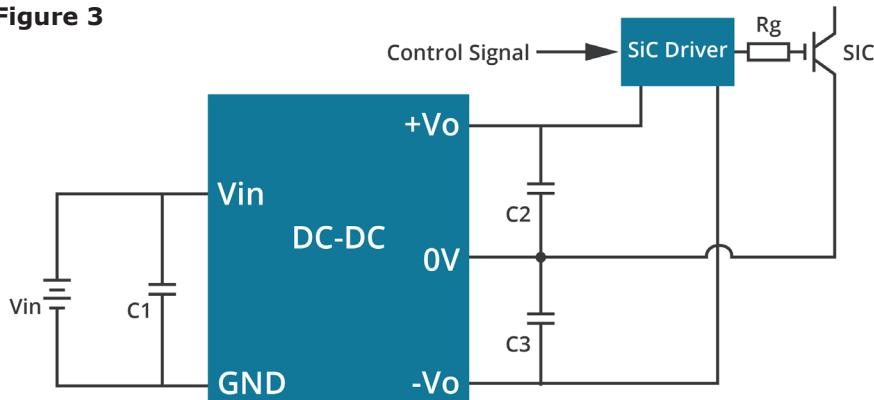 Figure 3
Control Signal
SiC Driver
Rg
SIC
+Vo
Vin
C2
DC-DC
0V
Vin
C1
C3
GND
-Vo